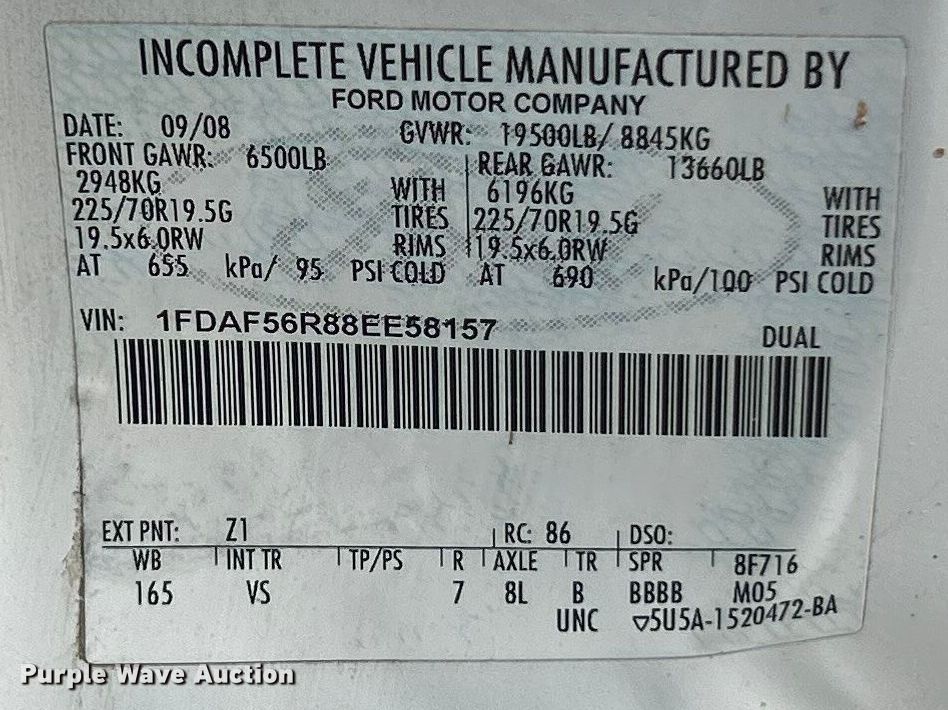 INCOMPLETE VEHICLE MANUFACTURED BY
FORD MOTOR COMPANY
DATE: 09/08 GVWR: 19500LB/ 8845KG
FRONT GAWR: 6500LB REAR GAWR: 13660LB
2948KG WITH 6196KG WITH
225/70R19.5G TIRES 225/70R19.5G TIRES
19.5x6.0RW RIMS 19.5x6.0RW RIMS
AT 655 kPa/ 95 PSI COLD AT 690 kPa/100 PSI COLD
VIN: 1FDAF56R88EE58157
DUAL
EXT PNT: Z1 RC: 86 DSO:
WB INT TR TP/PS R AXLE TR SPR 8F716
165 VS 7 8L B BBBB M05
UNC ▽5U5A-1520472-BA
Purple Wave Auction